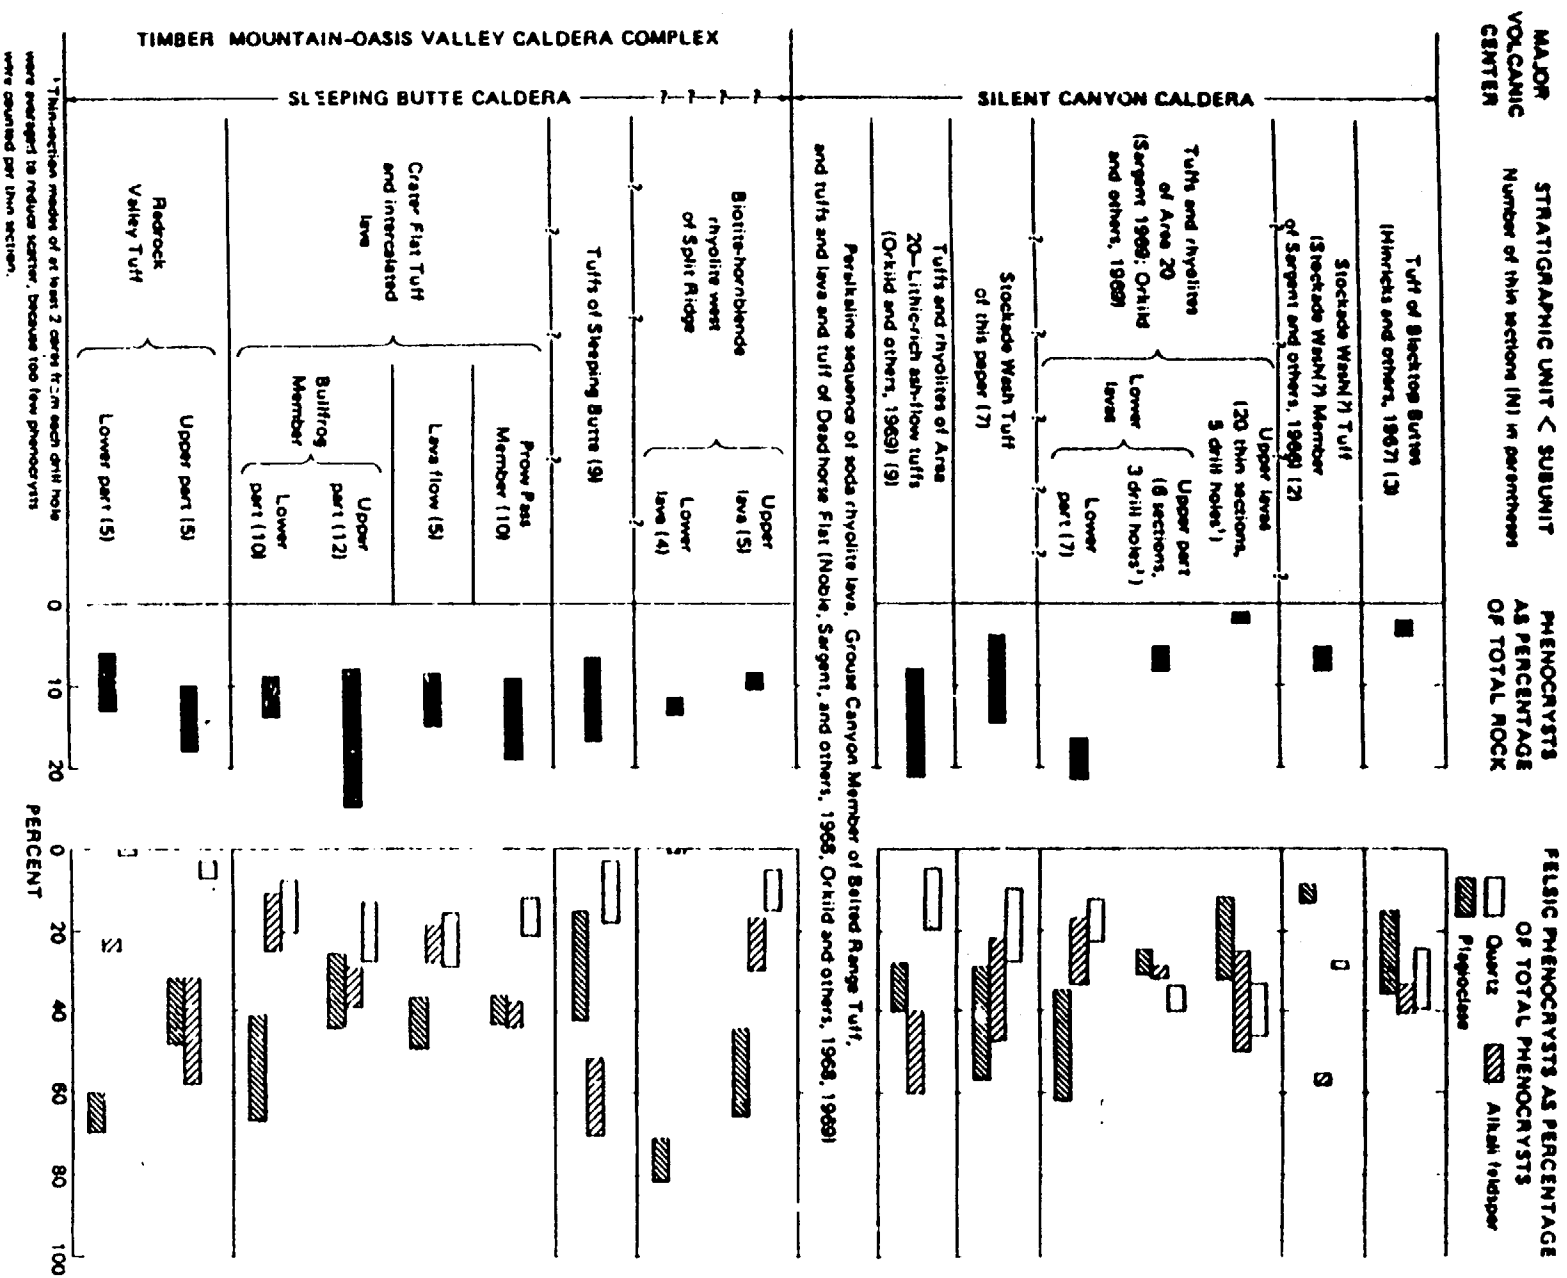 MAJOR
VOLCANIC
CENTER
STRATIGRAPHIC UNIT < SUBUNIT
Number of thin sections (N) in parentheses
PHENOCRYSTS
AS PERCENTAGE
OF TOTAL ROCK
FELSIC PHENOCRYSTS AS PERCENTAGE
OF TOTAL PHENOCRYSTS
Quartz
Alkali feldspar
Plagioclase
SILENT CANYON CALDERA
Tuff of Blacktop Buttes
(Hinricks and others, 1967) (3)
Stockade Wash(?) Tuff
(Stockade Wash(?) Member
of Sargent and others, 1966) (2)
?
?
?
?
Tuffs and rhyolites
of Area 20
(Sargent 1969; Orkild
and others, 1969)
Upper lavas
(20 thin sections,
5 drill holes¹)
Lower
lavas
Upper part
(6 sections,
3 drill holes¹)
Lower
part (7)
?
?
?
?
?
Stockade Wash Tuff
of this paper (7)
Tuffs and rhyolites of Area
20—Lithic-rich ash-flow tuffs
(Orkild and others, 1969) (9)
Peralkaline sequence of soda rhyolite lava, Grouse Canyon Member of Belted Range Tuff,
and tuffs and lava and tuff of Deadhorse Flat (Noble, Sargent, and others, 1968, Orkild and others, 1968, 1969)
TIMBER MOUNTAIN-OASIS VALLEY CALDERA COMPLEX
SLEEPING BUTTE CALDERA
?
?
?
?
Biotite-hornblende
rhyolite west
of Split Ridge
Upper
lava (5)
Lower
lava (4)
?
?
?
?
Tuffs of Sleeping Butte (9)
?
?
?
Crater Flat Tuff
and intercalated
lava
Prow Pass
Member (10)
Lava flow (5)
Bullfrog
Member
Upper
part (12)
Lower
part (10)
Redrock
Valley Tuff
Upper part (5)
Lower part (5)
0
10
20
0
20
40
60
80
100
PERCENT
¹Thin-section modes of at least 2 cores from each drill hole
were averaged to reduce scatter, because too few phenocrysts
were counted per thin section.